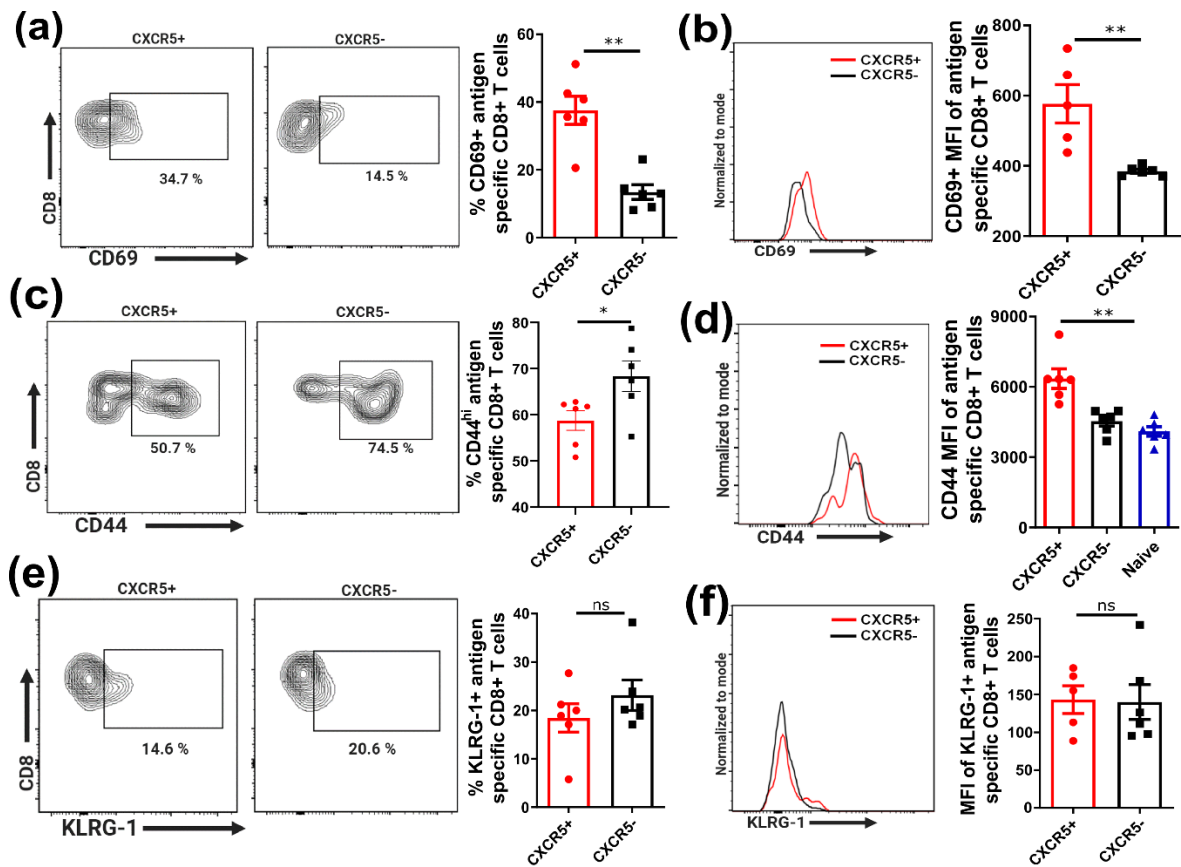 (a)
CXCR5+
CXCR5-
CD8
34.7 %
14.5 %
CD69
% CD69+ antigen
specific CD8+ T cells
60
40
20
0
**
CXCR5+
CXCR5-
(b)
CXCR5+
CXCR5-
Normalized to mode
CD69
CD69+ MFI of antigen
specific CD8+ T cells
800
600
400
200
**
CXCR5+
CXCR5-
(c)
CXCR5+
CXCR5-
CD8
50.7 %
74.5 %
CD44
% CD44hi antigen
specific CD8+ T cells
80
70
60
50
40
*
CXCR5+
CXCR5-
(d)
CXCR5+
CXCR5-
Normalized to mode
CD44
CD44 MFI of antigen
specific CD8+ T cells
9000
6000
3000
0
**
CXCR5+
CXCR5-
Naive
(e)
CXCR5+
CXCR5-
CD8
14.6 %
20.6 %
KLRG-1
% KLRG-1+ antigen
specific CD8+ T cells
40
30
20
10
0
ns
CXCR5+
CXCR5-
(f)
CXCR5+
CXCR5-
Normalized to mode
KLRG-1
MFI of KLRG-1+ antigen
specific CD8+ T cells
250
200
150
100
50
0
ns
CXCR5+
CXCR5-